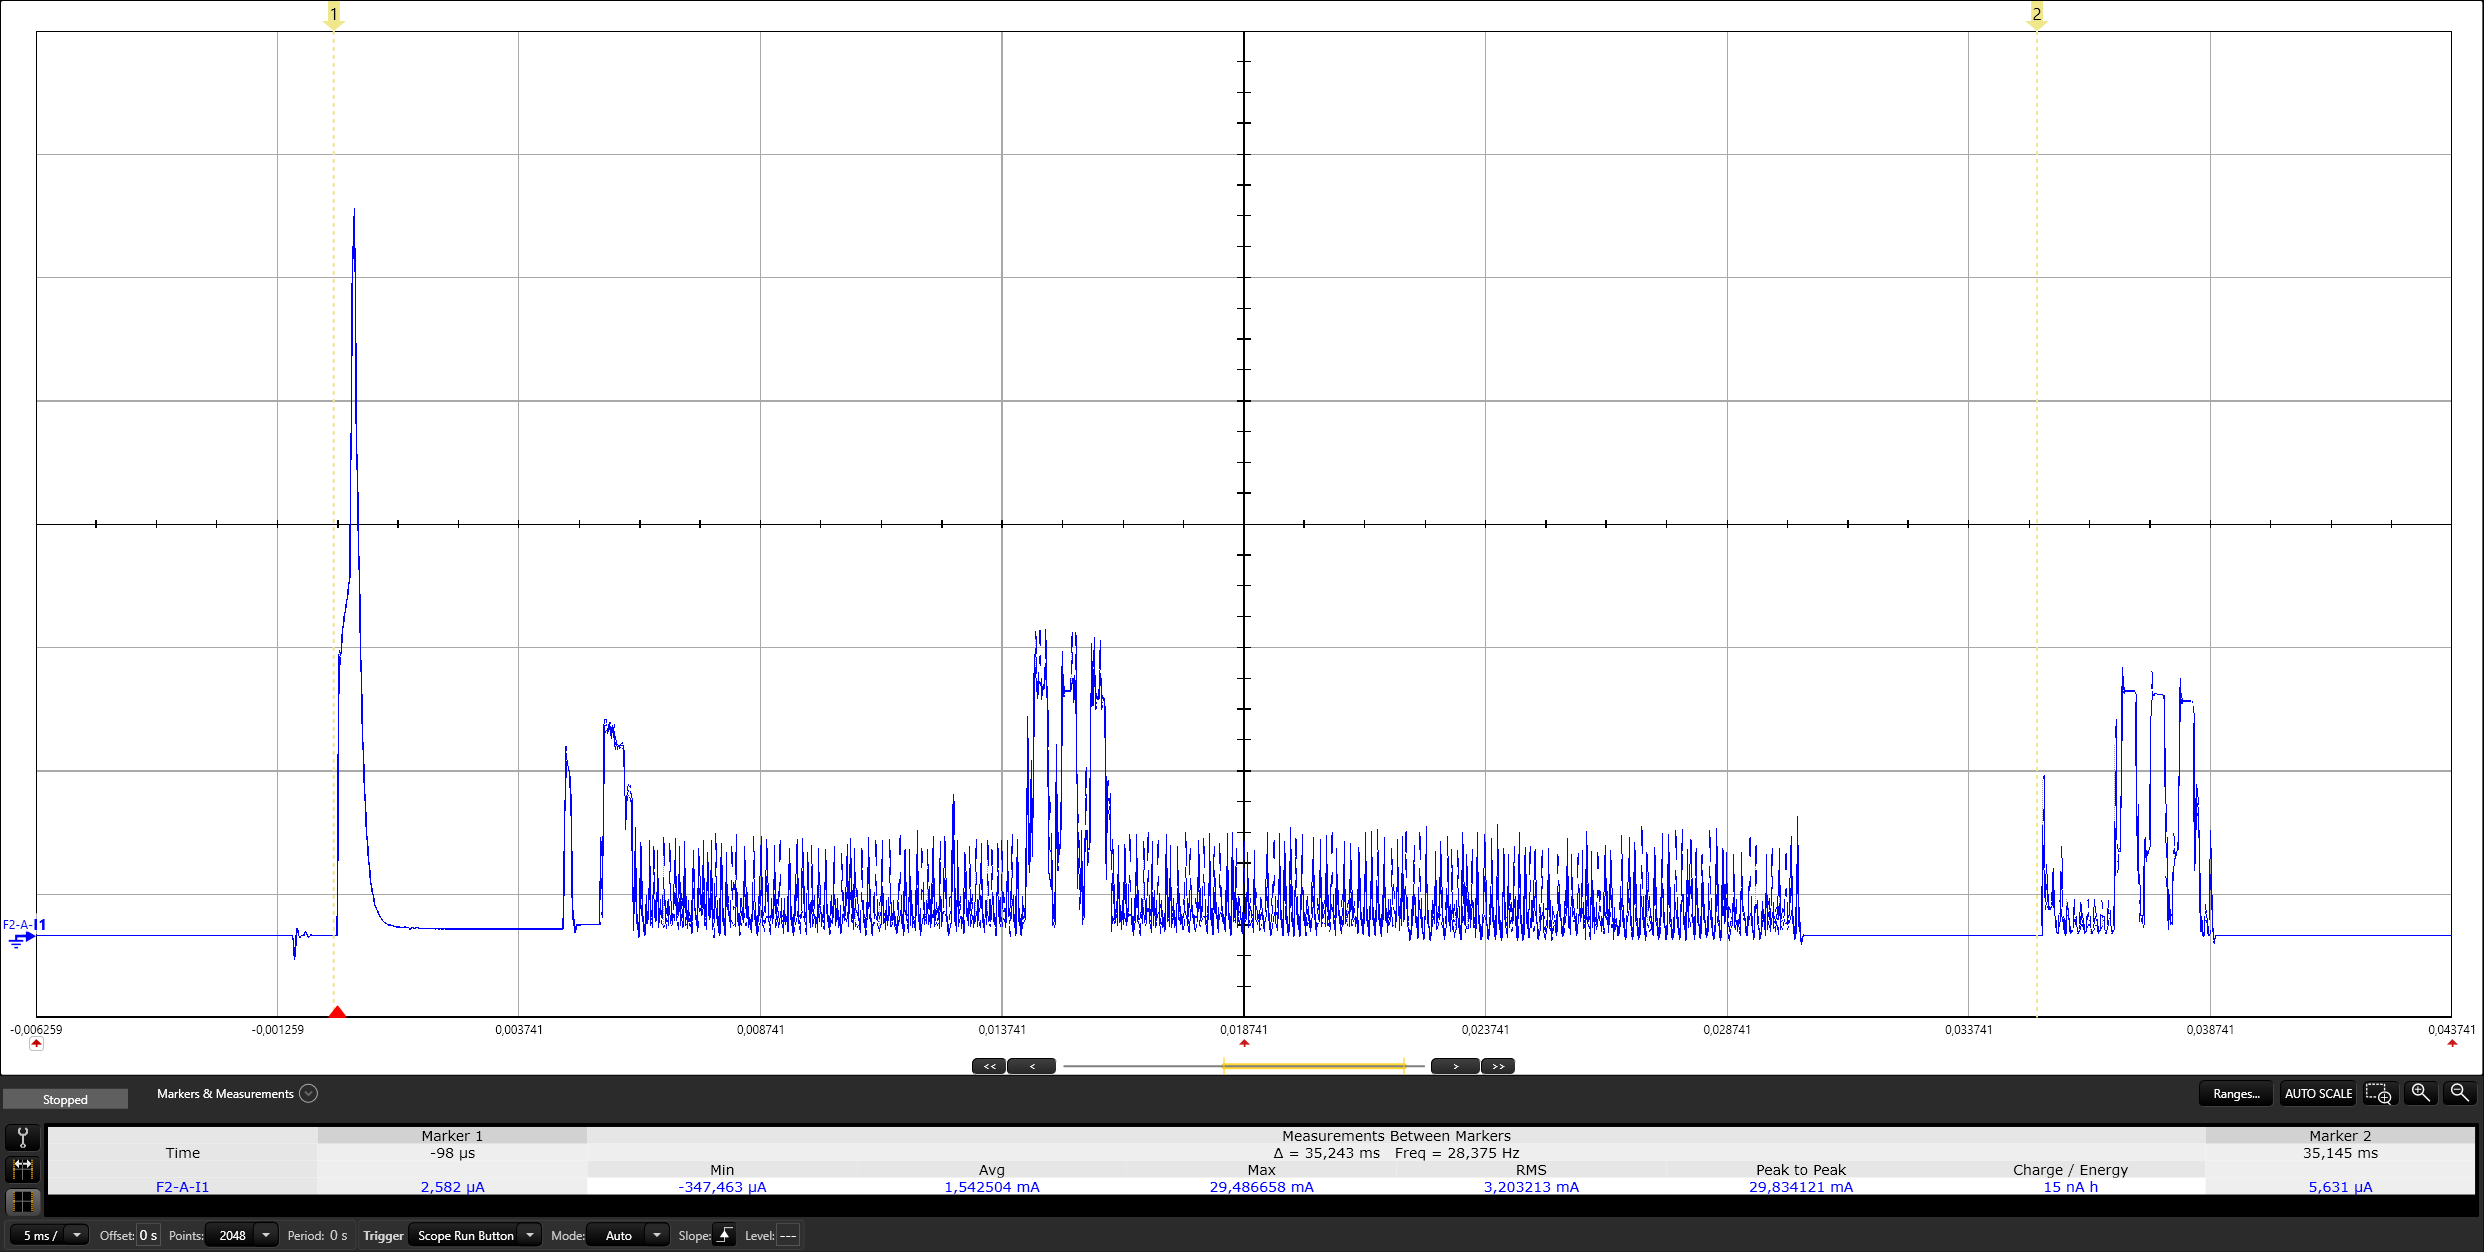 1
2
F2-A-I1
-0,006259
-0,001259
0,003741
0,008741
0,013741
0,018741
0,023741
0,028741
0,033741
0,038741
0,043741
<<
<
>
>>
Stopped
Markers & Measurements
Ranges...
AUTO SCALE
Marker 1
Measurements Between Markers
Marker 2
Time
-98 µs
Δ = 35,243 ms Freq = 28,375 Hz
35,145 ms
Min
Avg
Max
RMS
Peak to Peak
Charge / Energy
F2-A-I1
2,582 µA
-347,463 µA
1,542504 mA
29,486658 mA
3,203213 mA
29,834121 mA
15 nA h
5,631 µA
5 ms /
Offset: 0 s
Points: 2048
Period: 0 s
Trigger
Scope Run Button
Mode: Auto
Slope:
Level: ---